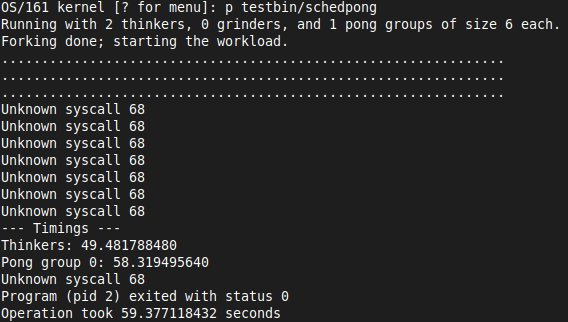 OS/161 kernel [? for menu]: p testbin/schedpong
Running with 2 thinkers, 0 grinders, and 1 pong groups of size 6 each.
Forking done; starting the workload.
................................................................
................................................................
................................................................
Unknown syscall 68
Unknown syscall 68
Unknown syscall 68
Unknown syscall 68
Unknown syscall 68
Unknown syscall 68
Unknown syscall 68
--- Timings ---
Thinkers: 49.481788480
Pong group 0: 58.319495640
Unknown syscall 68
Program (pid 2) exited with status 0
Operation took 59.377118432 seconds